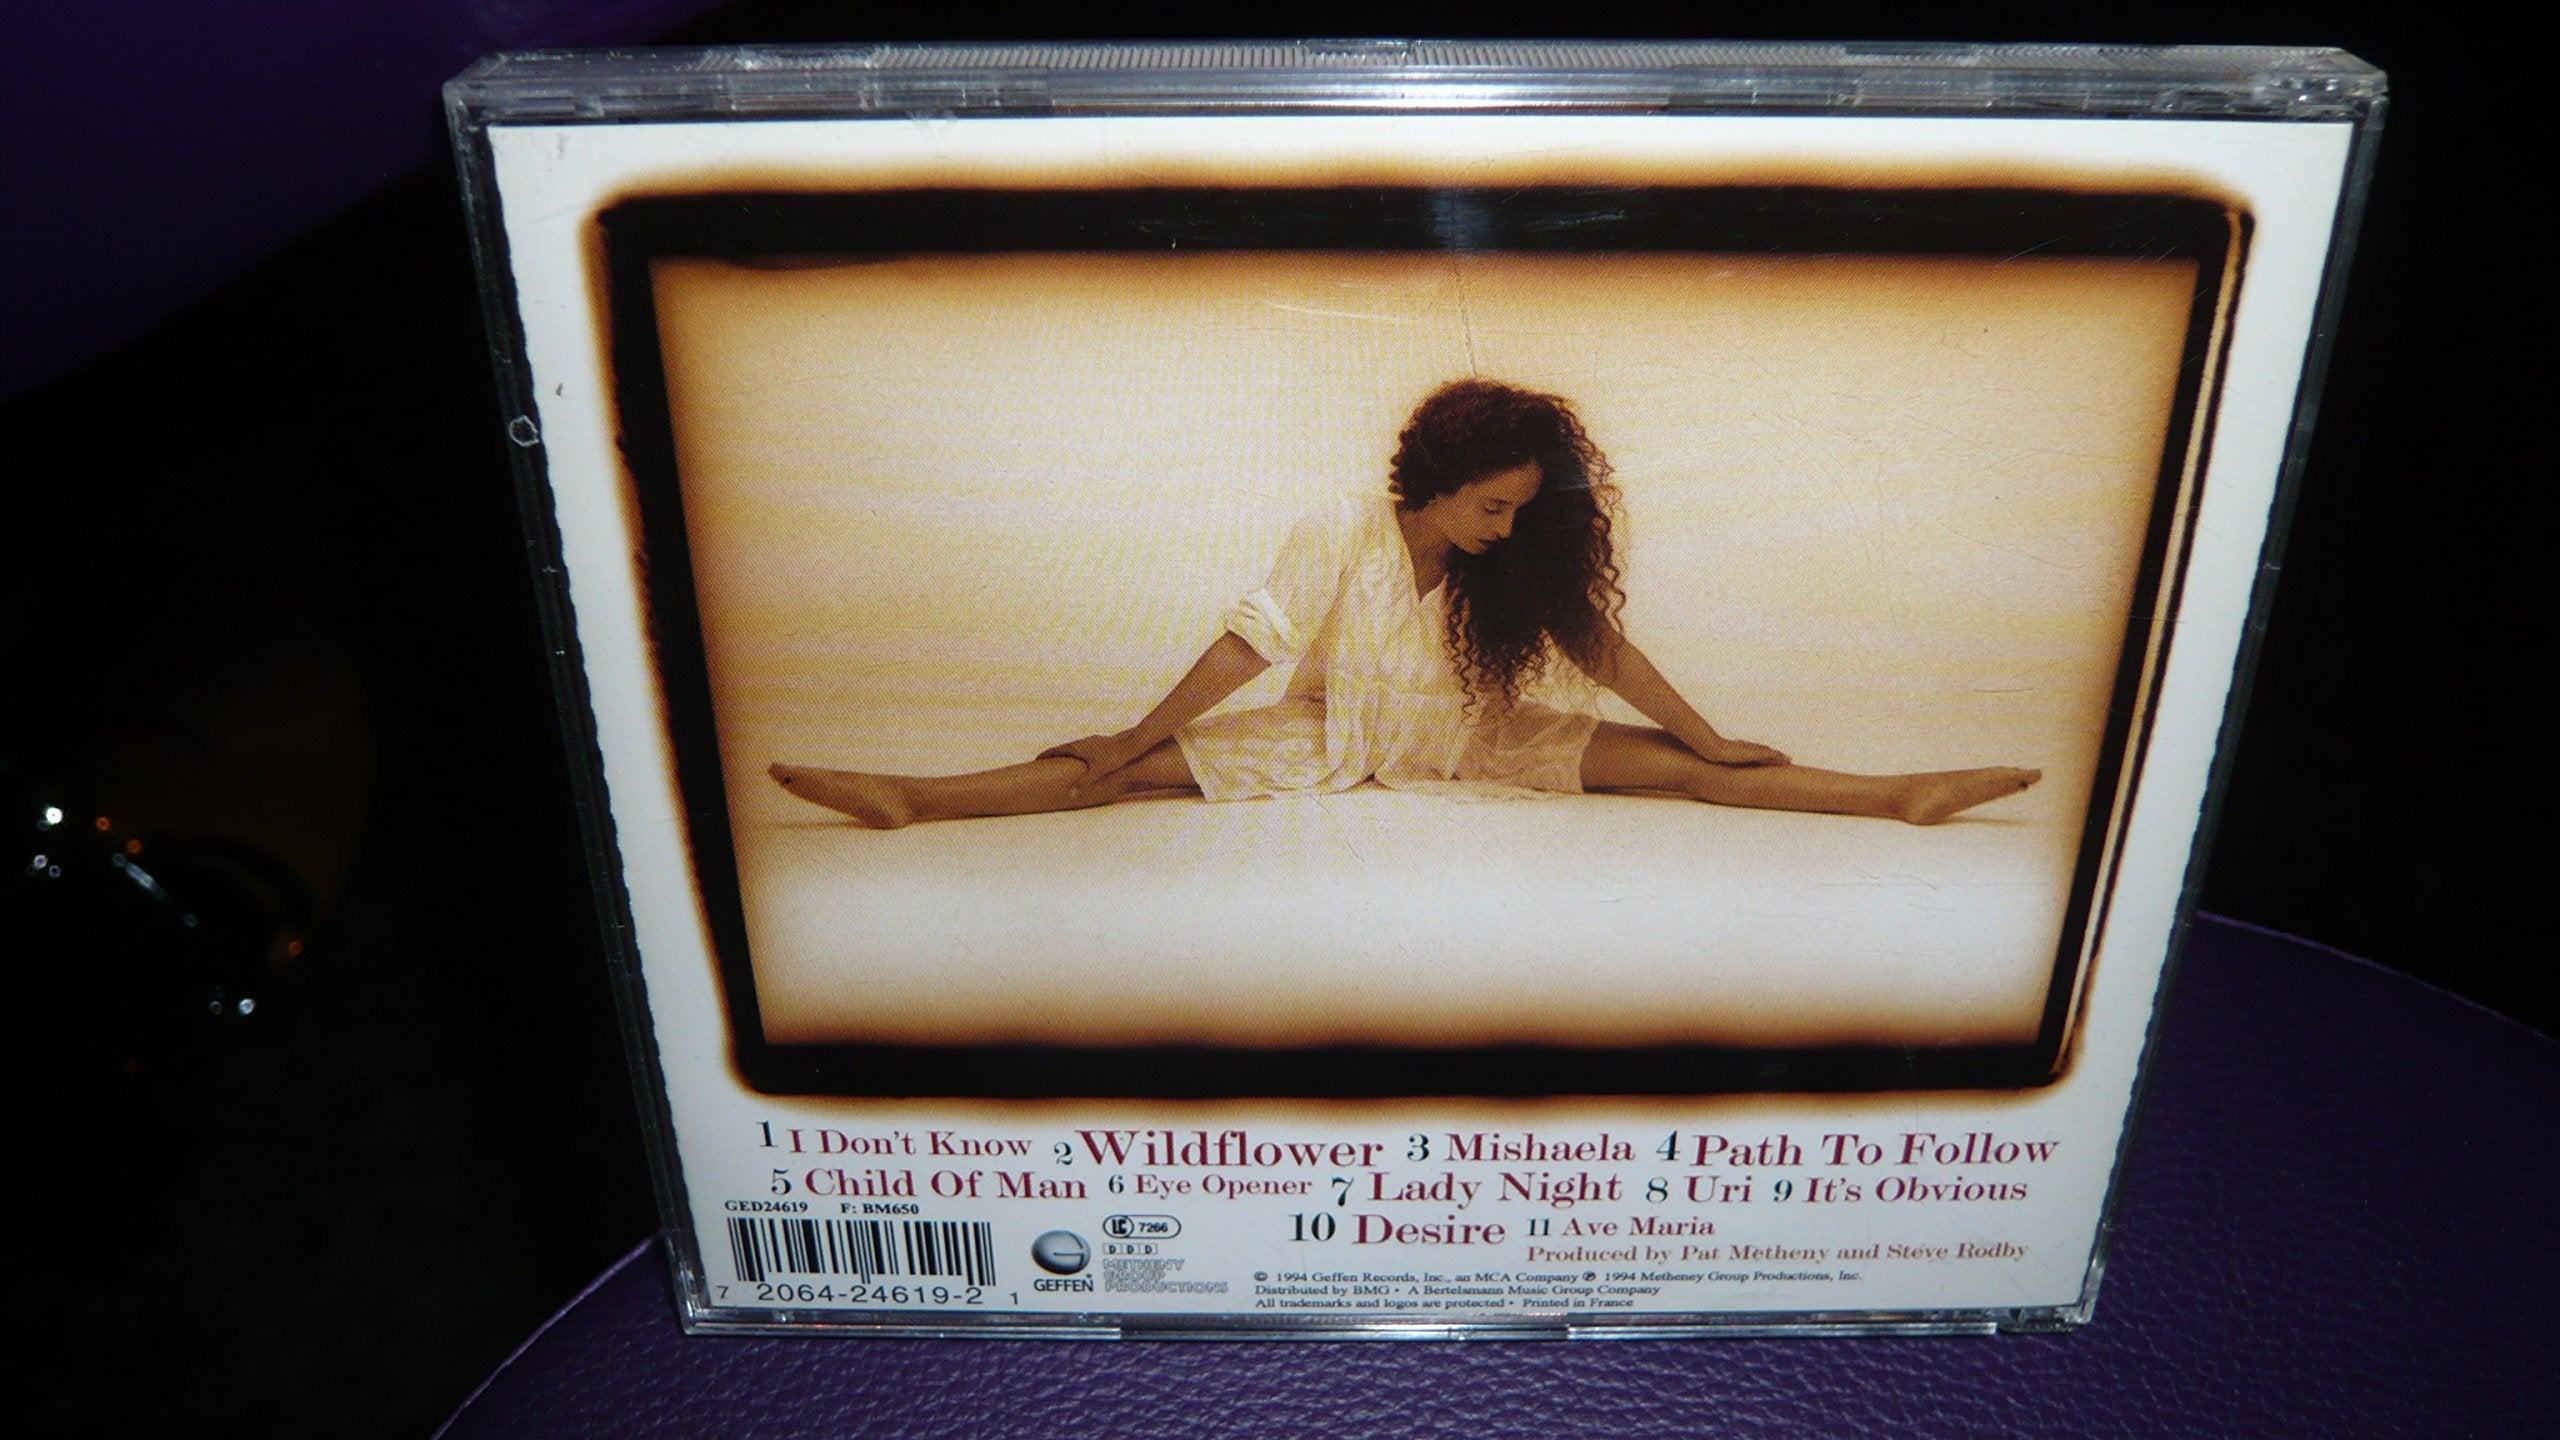 1 I Don't Know 2 Wildflower 3 Mishaela 4 Path To Follow
5 Child Of Man 6 Eye Opener 7 Lady Night 8 Uri 9 It's Obvious
10 Desire 11 Ave Maria
Produced by Pat Metheny and Steve Rodby
GED24619 F: BM650
7 2064-24619-2 1
GEFFEN
LC 7266
DDD
METHENY
GROUP
PRODUCTIONS
© 1994 Geffen Records, Inc., an MCA Company ℗ 1994 Metheney Group Productions, Inc.
Distributed by BMG • A Bertelsmann Music Group Company
All trademarks and logos are protected • Printed in France